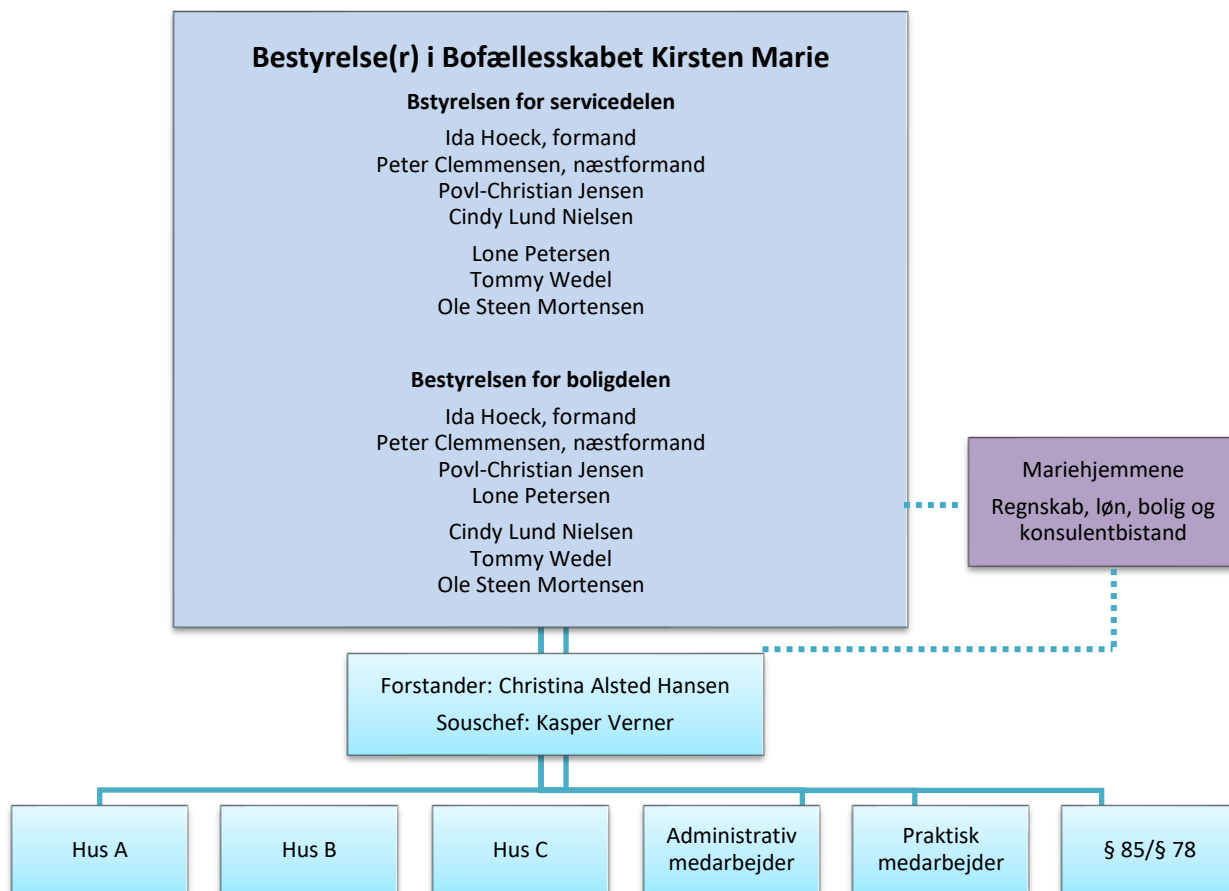 Bestyrelse(r) i Bofællesskabet Kirsten Marie
Bstyrelsen for servicedelen
Ida Hoeck, formand
Peter Clemmensen, næstformand
Povl-Christian Jensen
Cindy Lund Nielsen
Lone Petersen
Tommy Wedel
Ole Steen Mortensen
Bestyrelsen for boligdelen
Ida Hoeck, formand
Peter Clemmensen, næstformand
Povl-Christian Jensen
Lone Petersen
Cindy Lund Nielsen
Tommy Wedel
Ole Steen Mortensen
Mariehjemmene
Regnskab, løn, bolig og
konsulentbistand
Forstander: Christina Alsted Hansen
Souschef: Kasper Verner
Hus A
Hus B
Hus C
Administrativ
medarbejder
Praktisk
medarbejder
§ 85/§ 78